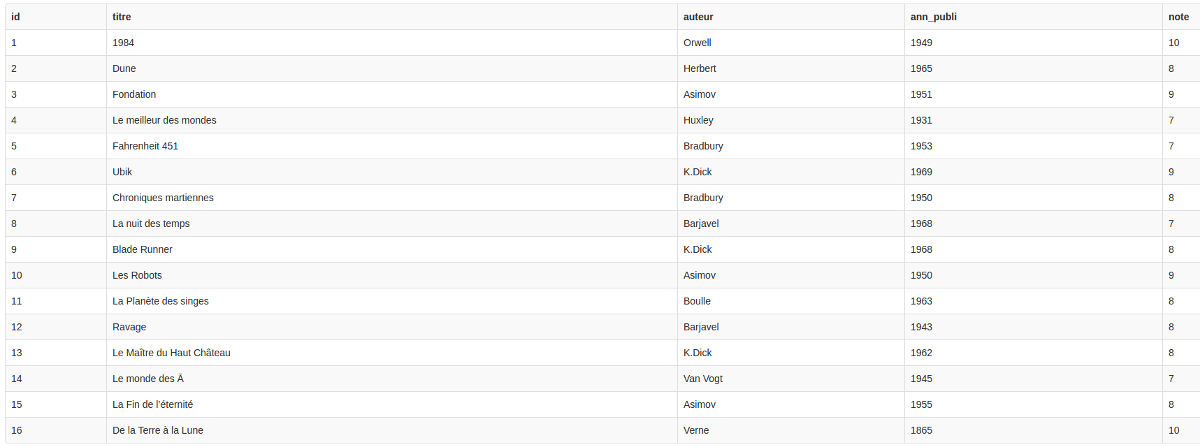 id titre auteur ann_publi note
1 1984 Orwell 1949 10
2 Dune Herbert 1965 8
3 Fondation Asimov 1951 9
4 Le meilleur des mondes Huxley 1931 7
5 Fahrenheit 451 Bradbury 1953 7
6 Ubik K.Dick 1969 9
7 Chroniques martiennes Bradbury 1950 8
8 La nuit des temps Barjavel 1968 7
9 Blade Runner K.Dick 1968 8
10 Les Robots Asimov 1950 9
11 La Planète des singes Boulle 1963 8
12 Ravage Barjavel 1943 8
13 Le Maître du Haut Château K.Dick 1962 8
14 Le monde des Ā Van Vogt 1945 7
15 La Fin de l’éternité Asimov 1955 8
16 De la Terre à la Lune Verne 1865 10